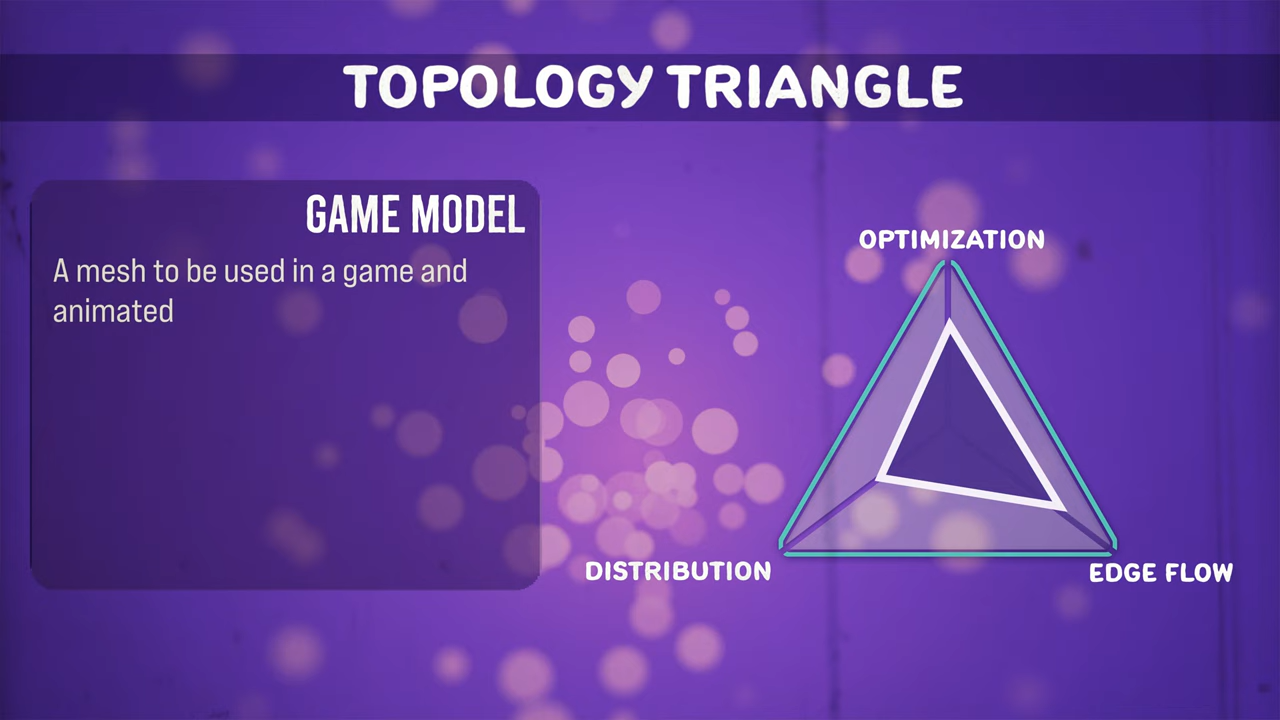 TOPOLOGY TRIANGLE
GAME MODEL
A mesh to be used in a game and
animated
OPTIMIZATION
DISTRIBUTION
EDGE FLOW